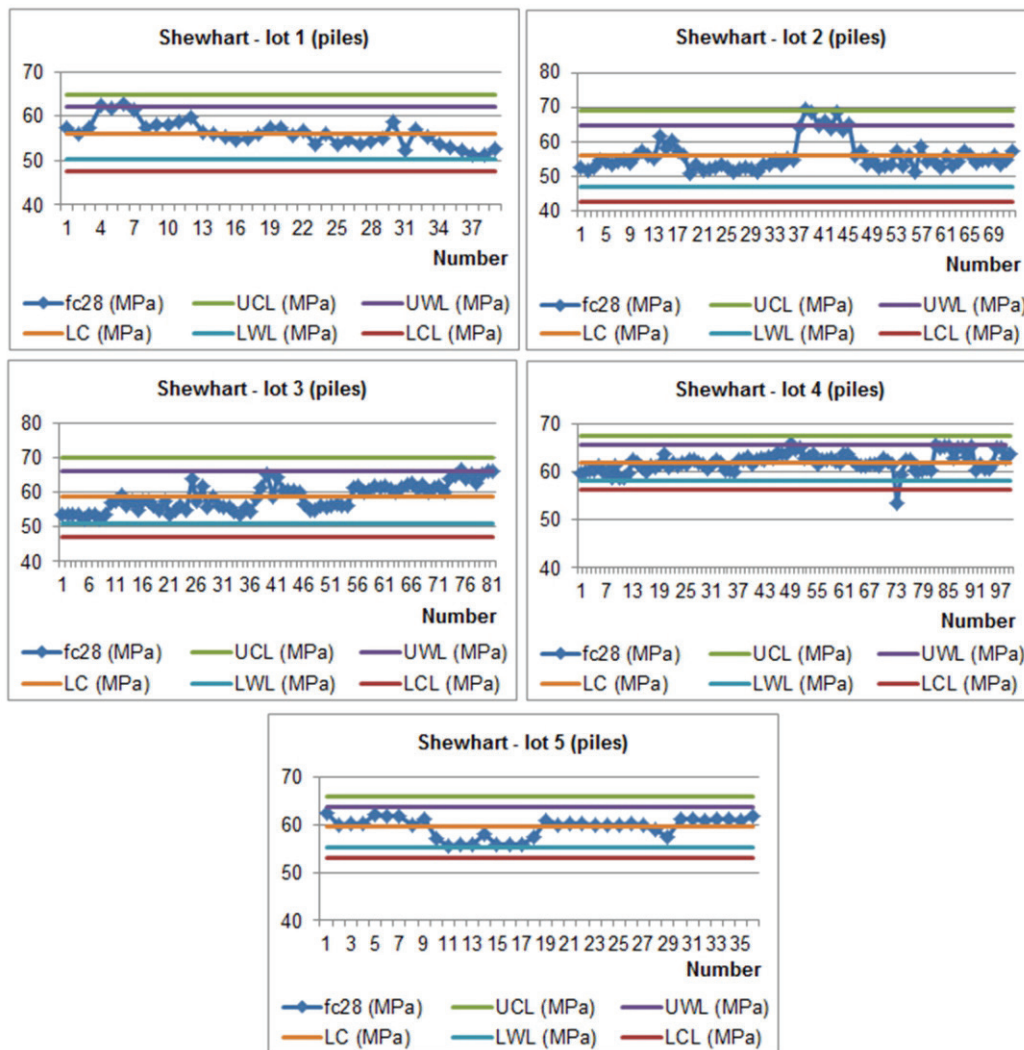 Shewhart - lot 1 (piles)
70
60
50
40
1 4 7 10 13 16 19 22 25 28 31 34 37
Number
fc28 (MPa) UCL (MPa) UWL (MPa)
LC (MPa) LWL (MPa) LCL (MPa)
Shewhart - lot 2 (piles)
80
70
60
50
40
1 5 9 13 17 21 25 29 33 37 41 45 49 53 57 61 65 69
Number
fc28 (MPa) UCL (MPa) UWL (MPa)
LC (MPa) LWL (MPa) LCL (MPa)
Shewhart - lot 3 (piles)
80
70
60
50
40
1 6 11 16 21 26 31 36 41 46 51 56 61 66 71 76 81
Number
fc28 (MPa) UCL (MPa) UWL (MPa)
LC (MPa) LWL (MPa) LCL (MPa)
Shewhart - lot 4 (piles)
70
60
50
40
1 7 13 19 25 31 37 43 49 55 61 67 73 79 85 91 97
Number
fc28 (MPa) UCL (MPa) UWL (MPa)
LC (MPa) LWL (MPa) LCL (MPa)
Shewhart - lot 5 (piles)
70
60
50
40
1 3 5 7 9 11 13 15 17 19 21 23 25 27 29 31 33 35
Number
fc28 (MPa) UCL (MPa) UWL (MPa)
LC (MPa) LWL (MPa) LCL (MPa)